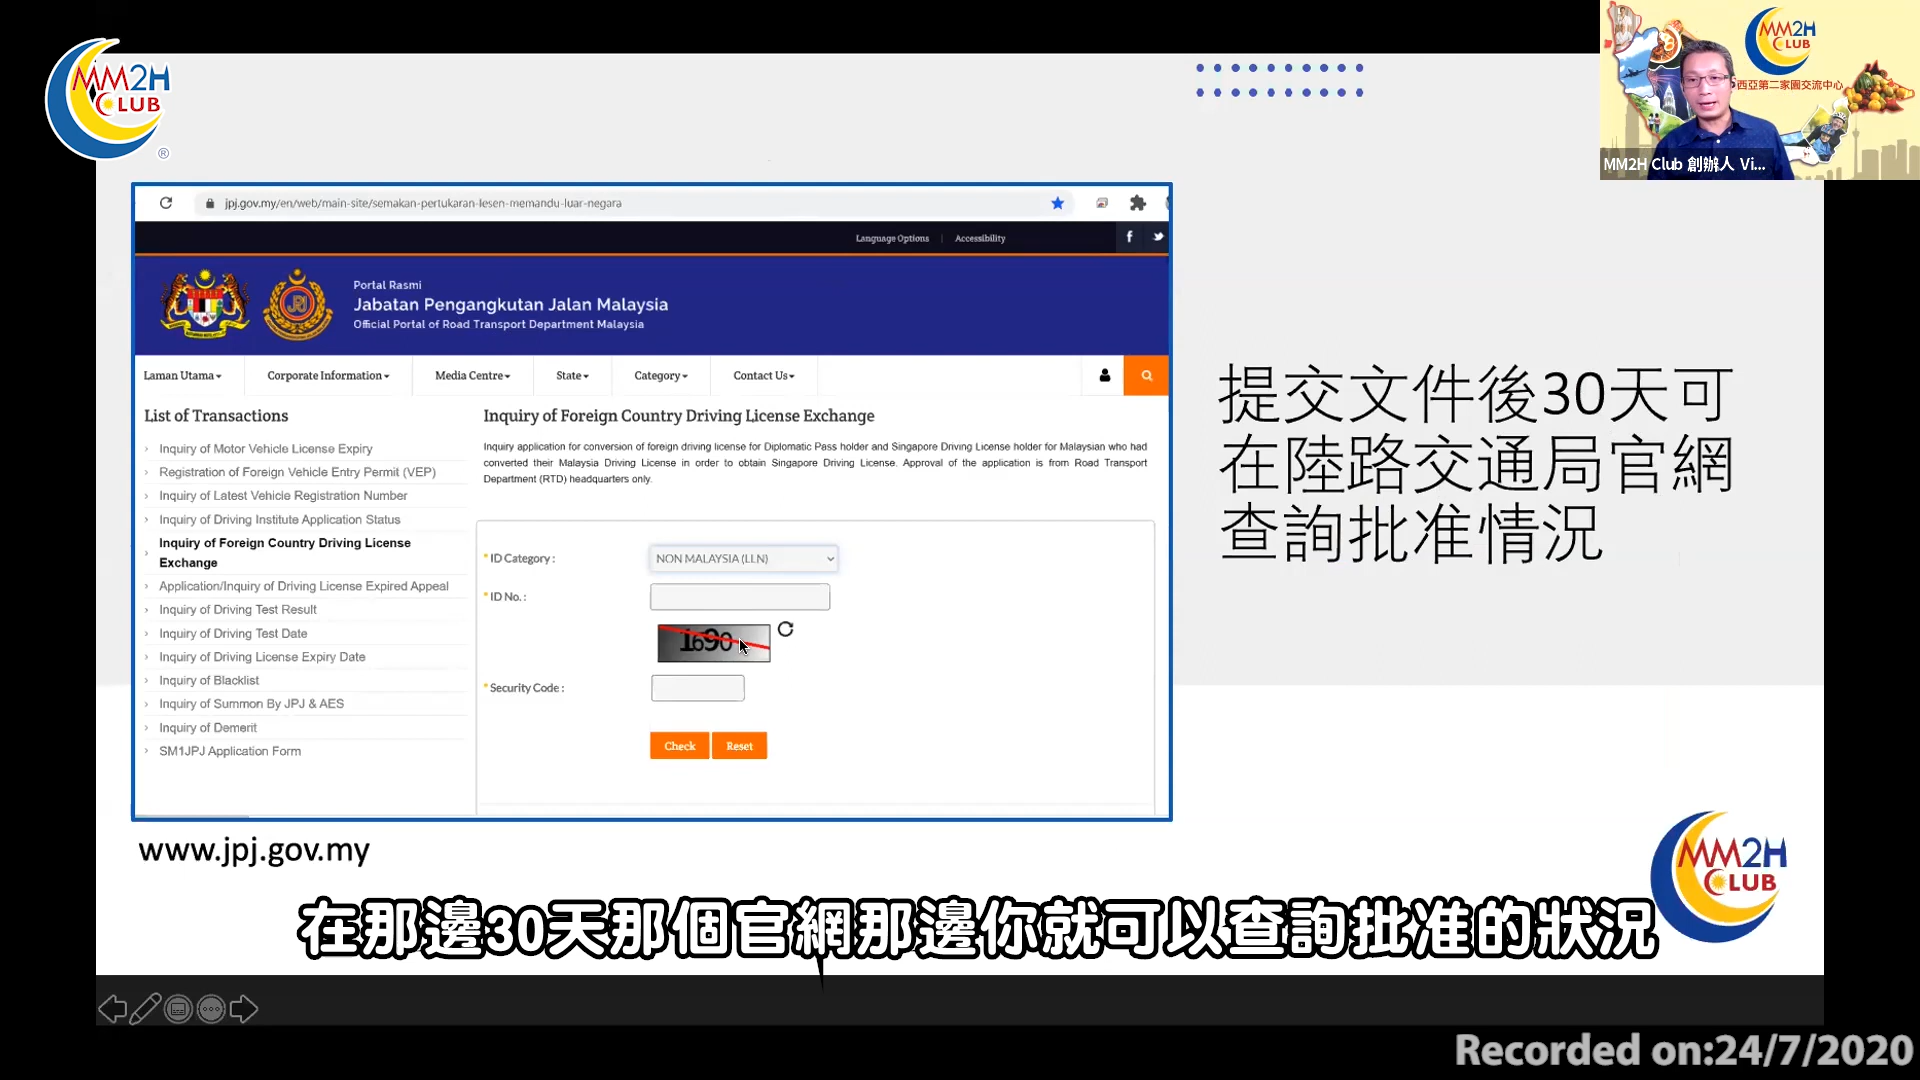 MM2H
CLUB
®
MM2H
CLUB
西亞第二家園交流中心
MM2H Club 創辦人 Vi...
jpj.gov.my/en/web/main-site/semakan-pertukaran-lesen-memandu-luar-negara
Language Options | Accessibility
Portal Rasmi
Jabatan Pengangkutan Jalan Malaysia
Official Portal of Road Transport Department Malaysia
Laman Utama Corporate Information Media Centre State Category Contact Us
List of Transactions
Inquiry of Motor Vehicle License Expiry
Registration of Foreign Vehicle Entry Permit (VEP)
Inquiry of Latest Vehicle Registration Number
Inquiry of Driving Institute Application Status
Inquiry of Foreign Country Driving License
Exchange
Application/Inquiry of Driving License Expired Appeal
Inquiry of Driving Test Result
Inquiry of Driving Test Date
Inquiry of Driving License Expiry Date
Inquiry of Blacklist
Inquiry of Summon By JPJ & AES
Inquiry of Demerit
SM1JPJ Application Form
Inquiry of Foreign Country Driving License Exchange
Inquiry application for conversion of foreign driving license for Diplomatic Pass holder and Singapore Driving License holder for Malaysian who had
converted their Malaysia Driving License in order to obtain Singapore Driving License. Approval of the application is from Road Transport
Department (RTD) headquarters only.
* ID Category : NON MALAYSIA (LLN)
* ID No. :
1690
* Security Code :
Check Reset
提交文件後30天可
在陸路交通局官網
查詢批准情況
www.jpj.gov.my
MM2H
CLUB
在那邊30天那個官網那邊你就可以查詢批准的狀況
Recorded on:24/7/2020